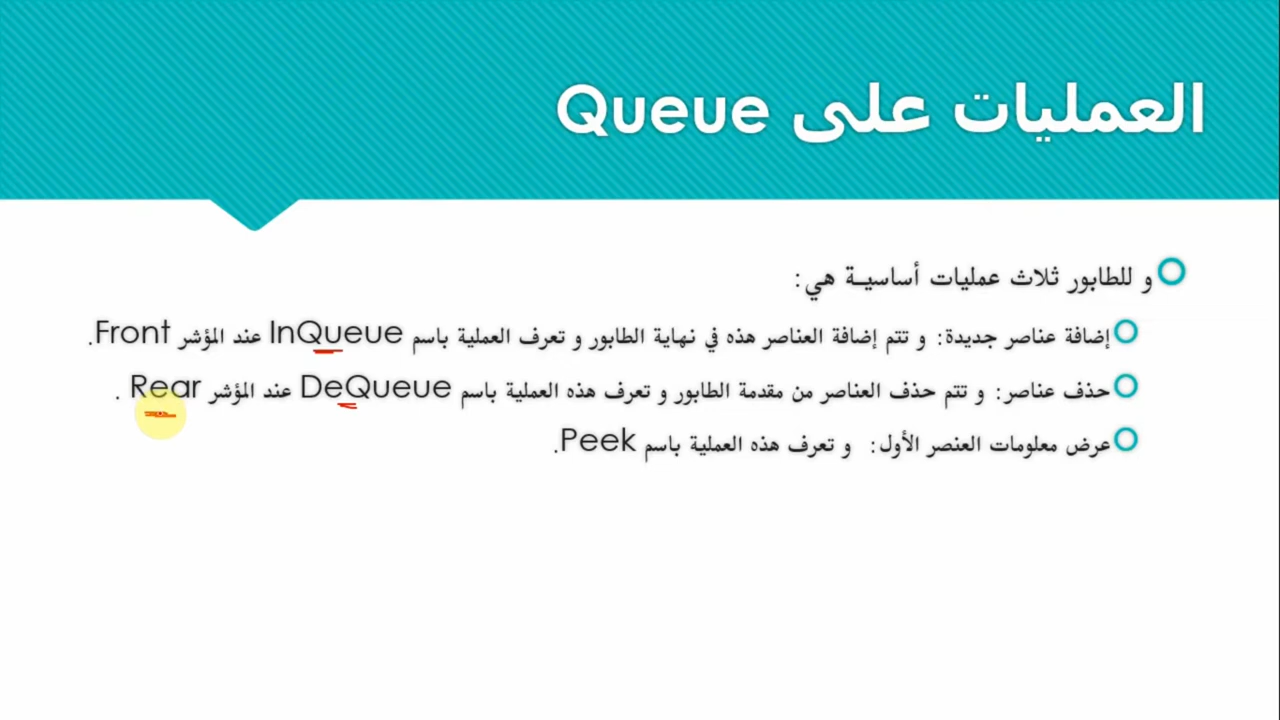 العمليات على Queue
و للطابور ثلاث عمليات أساسيـة هي:
إضافة عناصر جديدة: و تتم إضافة العناصر هذه في نهاية الطابور و تعرف العملية باسم InQueue عند المؤشر Front.
حذف عناصر: و تتم حذف العناصر من مقدمة الطابور و تعرف هذه العملية باسم DeQueue عند المؤشر Rear .
عرض معلومات العنصر الأول: و تعرف هذه العملية باسم Peek.